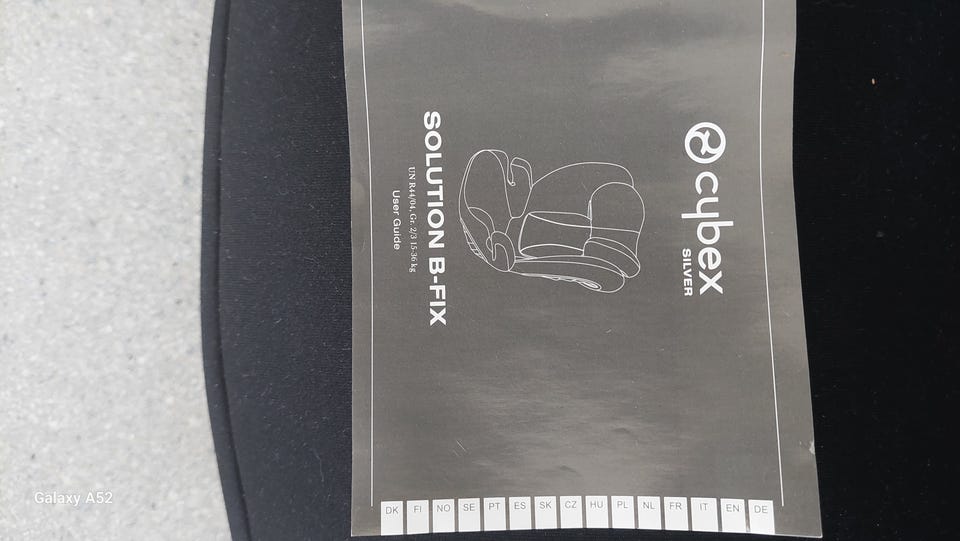 cybex
SILVER
SOLUTION B-FIX
UN R44/04, Gr. 2/3 15-36 kg
User Guide
DE
EN
IT
FR
NL
PL
HU
CZ
SK
ES
PT
SE
NO
FI
DK
Galaxy A52